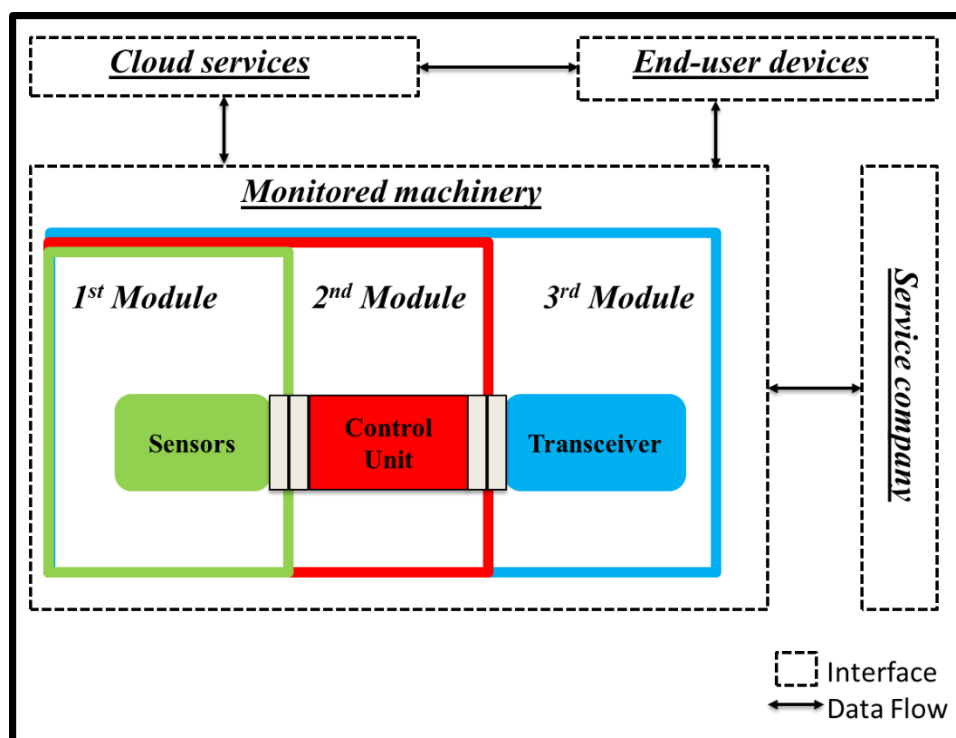 Cloud services
End-user devices
Monitored machinery
1st Module
2nd Module
3rd Module
Sensors
Control
Unit
Transceiver
Service company
Interface
Data Flow